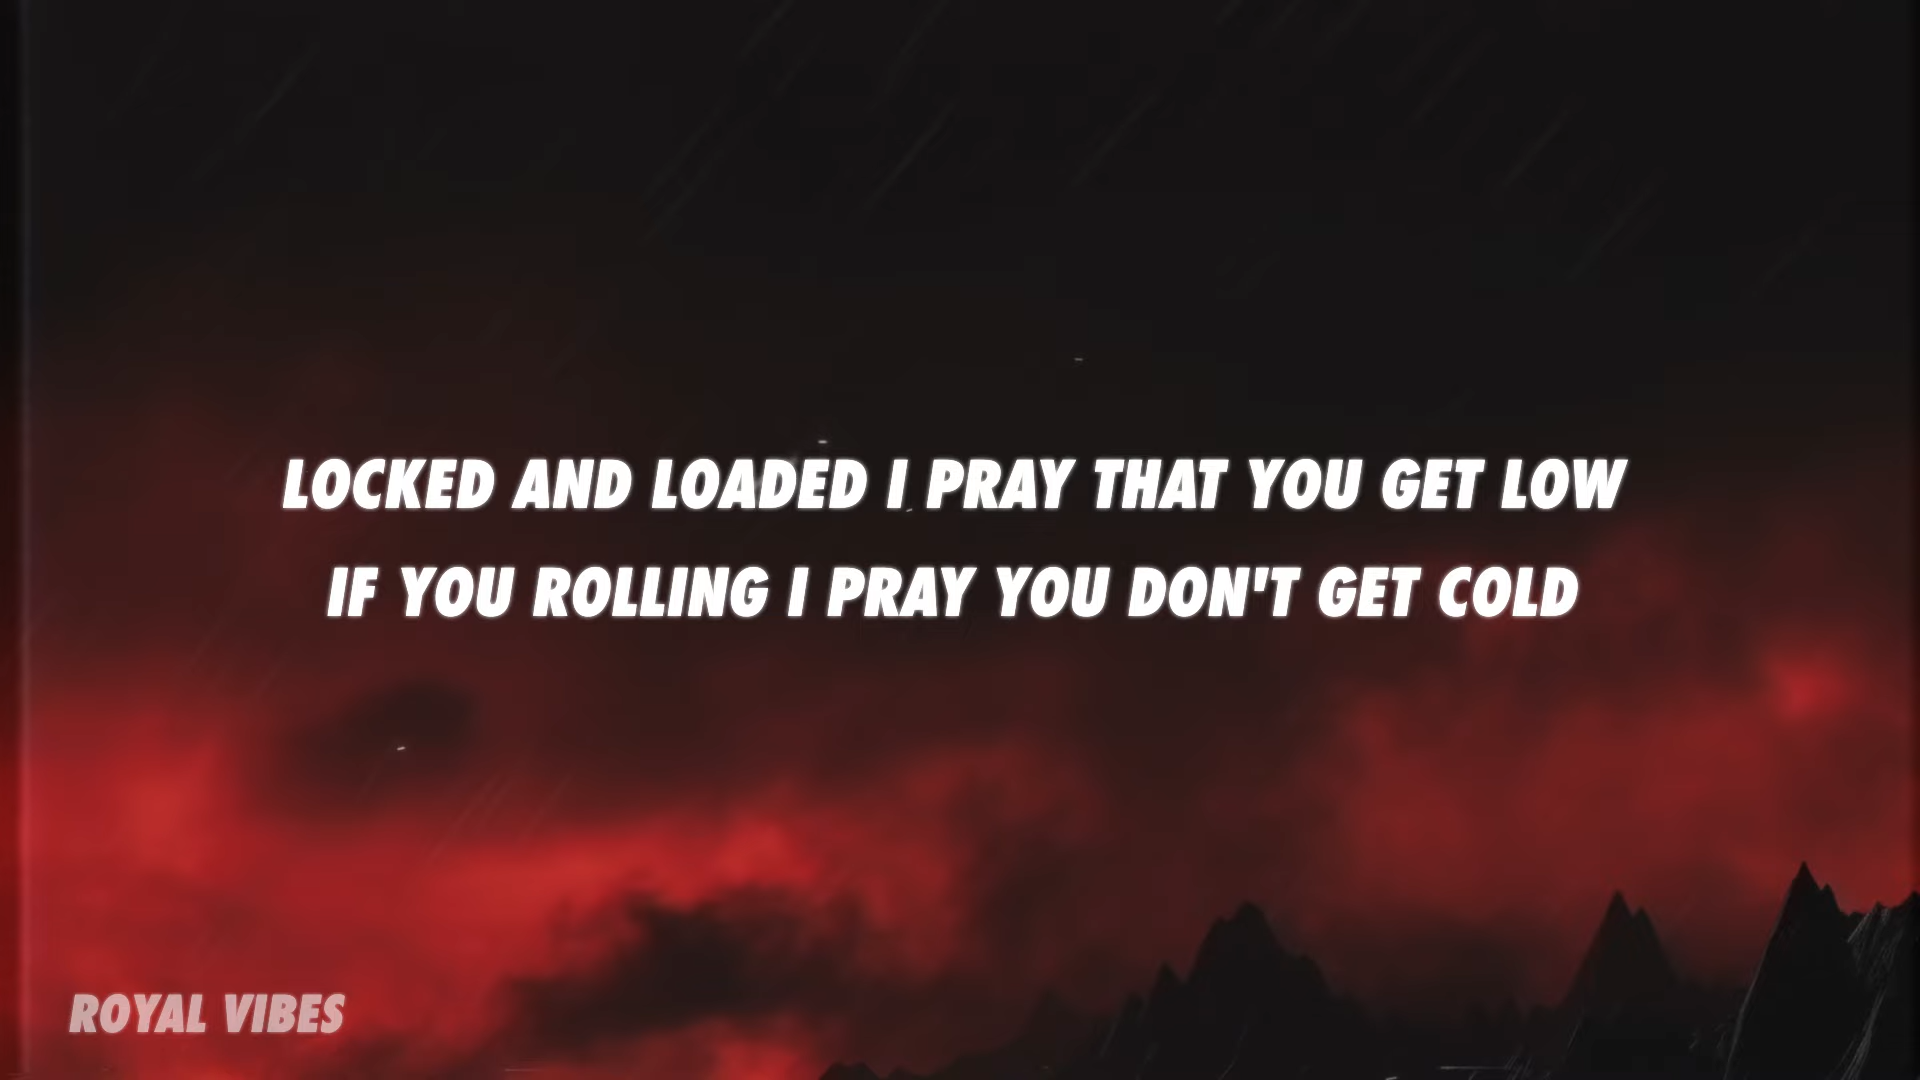 LOCKED AND LOADED I PRAY THAT YOU GET LOW
IF YOU ROLLING I PRAY YOU DON'T GET COLD
ROYAL VIBES